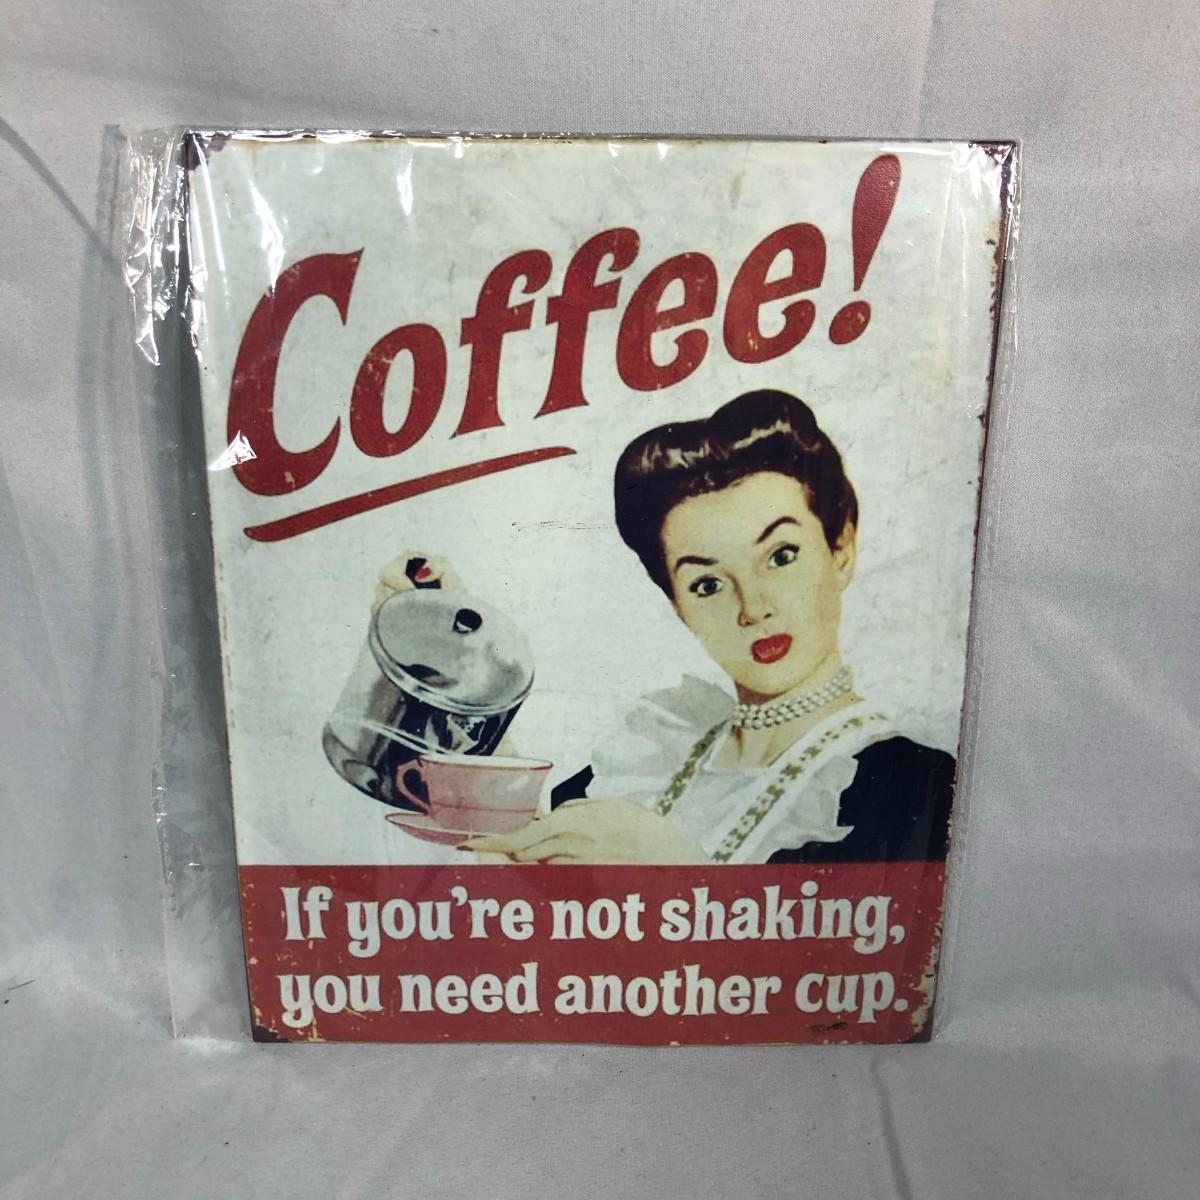 Coffee!
If you're not shaking,
you need another cup.